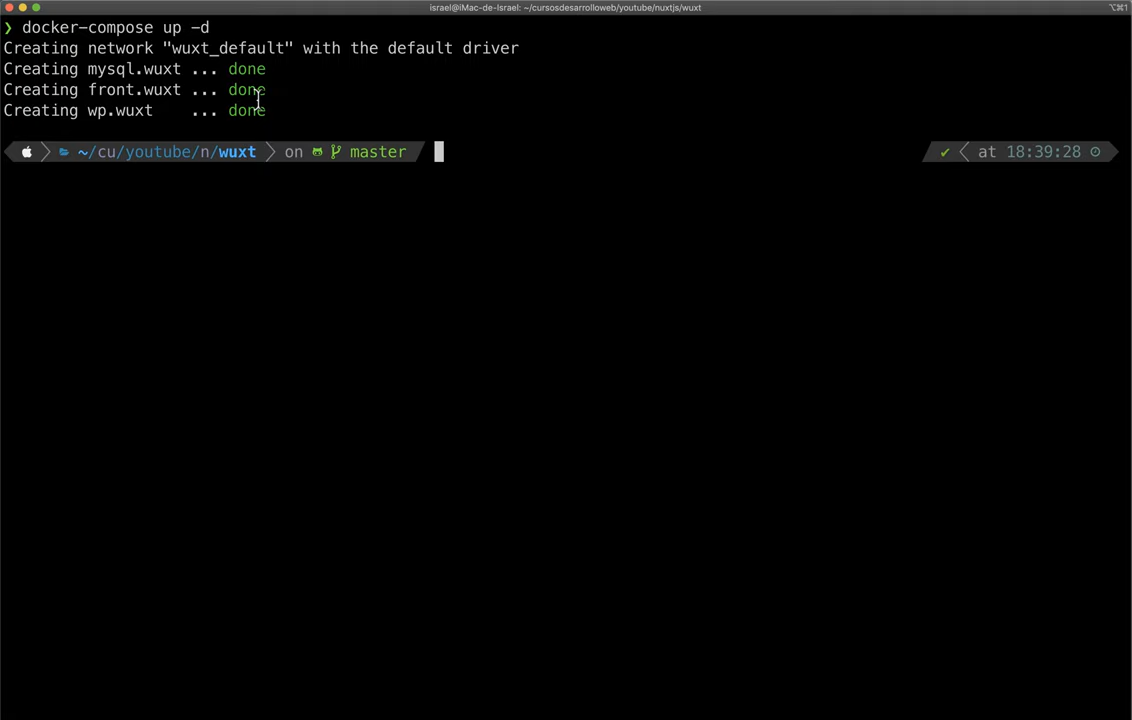 israel@iMac-de-Israel: ~/cursosdesarrolloweb/youtube/nuxtjs/wuxt
⌥⌘1
❯ docker-compose up -d
Creating network "wuxt_default" with the default driver
Creating mysql.wuxt ... done
Creating front.wuxt ... done
Creating wp.wuxt    ... done
~/cu/youtube/n/wuxt on master ✔ at 18:39:28